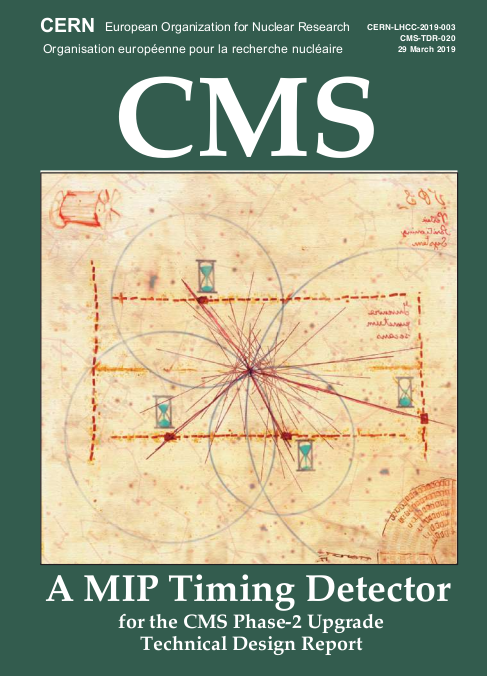 CERN European Organization for Nuclear Research
Organisation européenne pour la recherche nucléaire
CERN-LHCC-2019-003
CMS-TDR-020
29 March 2019
CMS
A MIP Timing Detector
for the CMS Phase-2 Upgrade
Technical Design Report